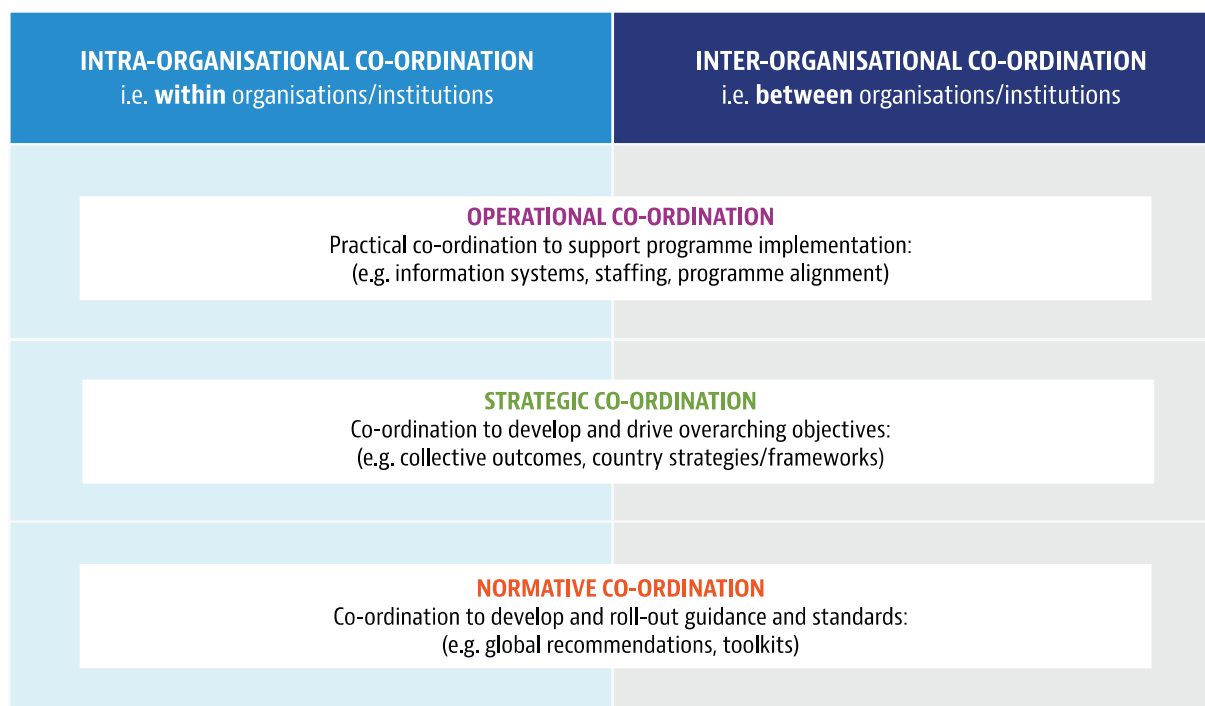 INTRA-ORGANISATIONAL CO-ORDINATION
i.e. within organisations/institutions
INTER-ORGANISATIONAL CO-ORDINATION
i.e. between organisations/institutions
OPERATIONAL CO-ORDINATION
Practical co-ordination to support programme implementation:
(e.g. information systems, staffing, programme alignment)
STRATEGIC CO-ORDINATION
Co-ordination to develop and drive overarching objectives:
(e.g. collective outcomes, country strategies/frameworks)
NORMATIVE CO-ORDINATION
Co-ordination to develop and roll-out guidance and standards:
(e.g. global recommendations, toolkits)